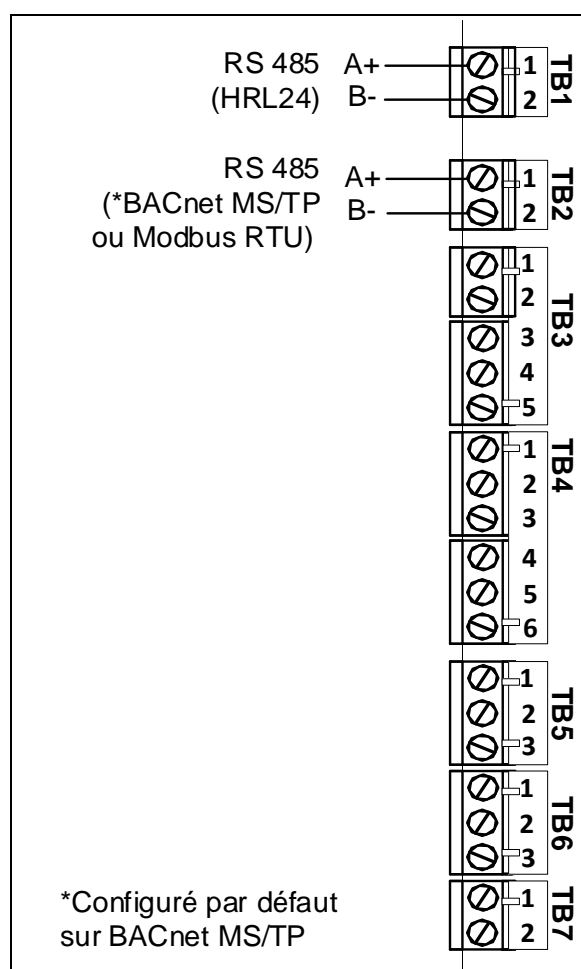 RS 485 A+ 1 TB1
(HRL24) B- 2
RS 485 A+ 1 TB2
(*BACnet MS/TP B- 2
ou Modbus RTU)
1 TB3
2
3
4
5
1 TB4
2
3
4
5
6
1 TB5
2
3
1 TB6
2
3
*Configuré par défaut 1 TB7
sur BACnet MS/TP 2